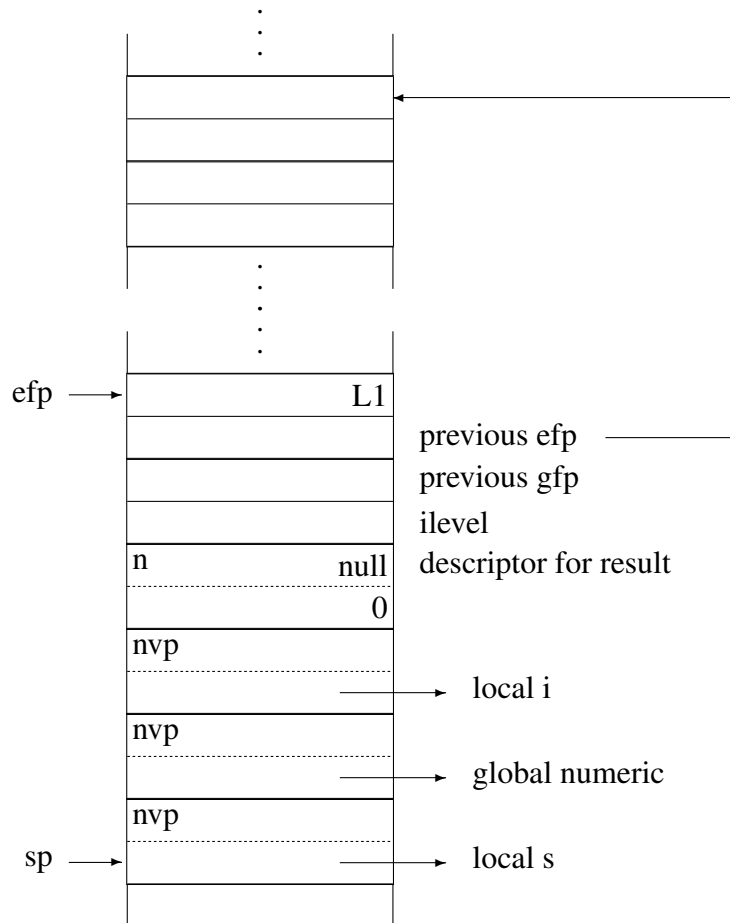 efp L1
previous efp
previous gfp
ilevel
n null descriptor for result
0
nvp
local i
nvp
global numeric
nvp
sp local s